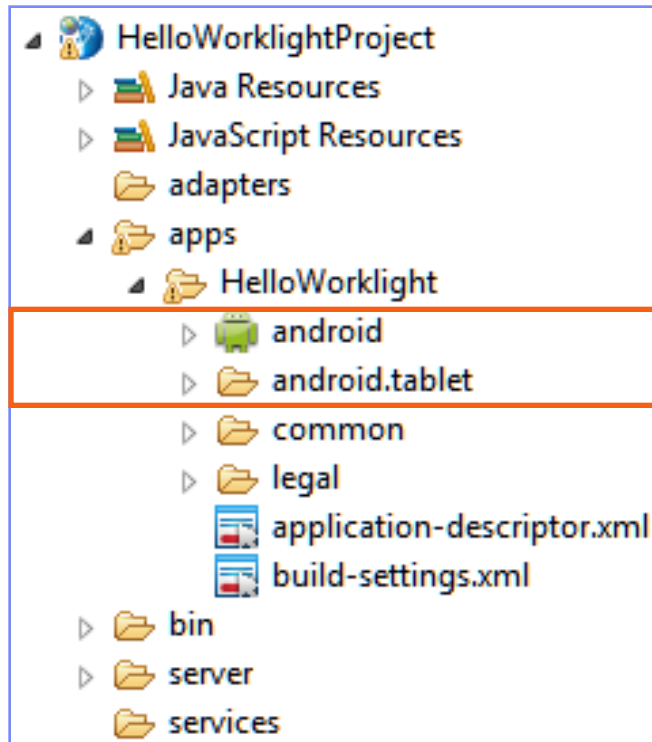 HelloWorklightProject
Java Resources
JavaScript Resources
adapters
apps
HelloWorklight
android
android.tablet
common
legal
application-descriptor.xml
build-settings.xml
bin
server
services